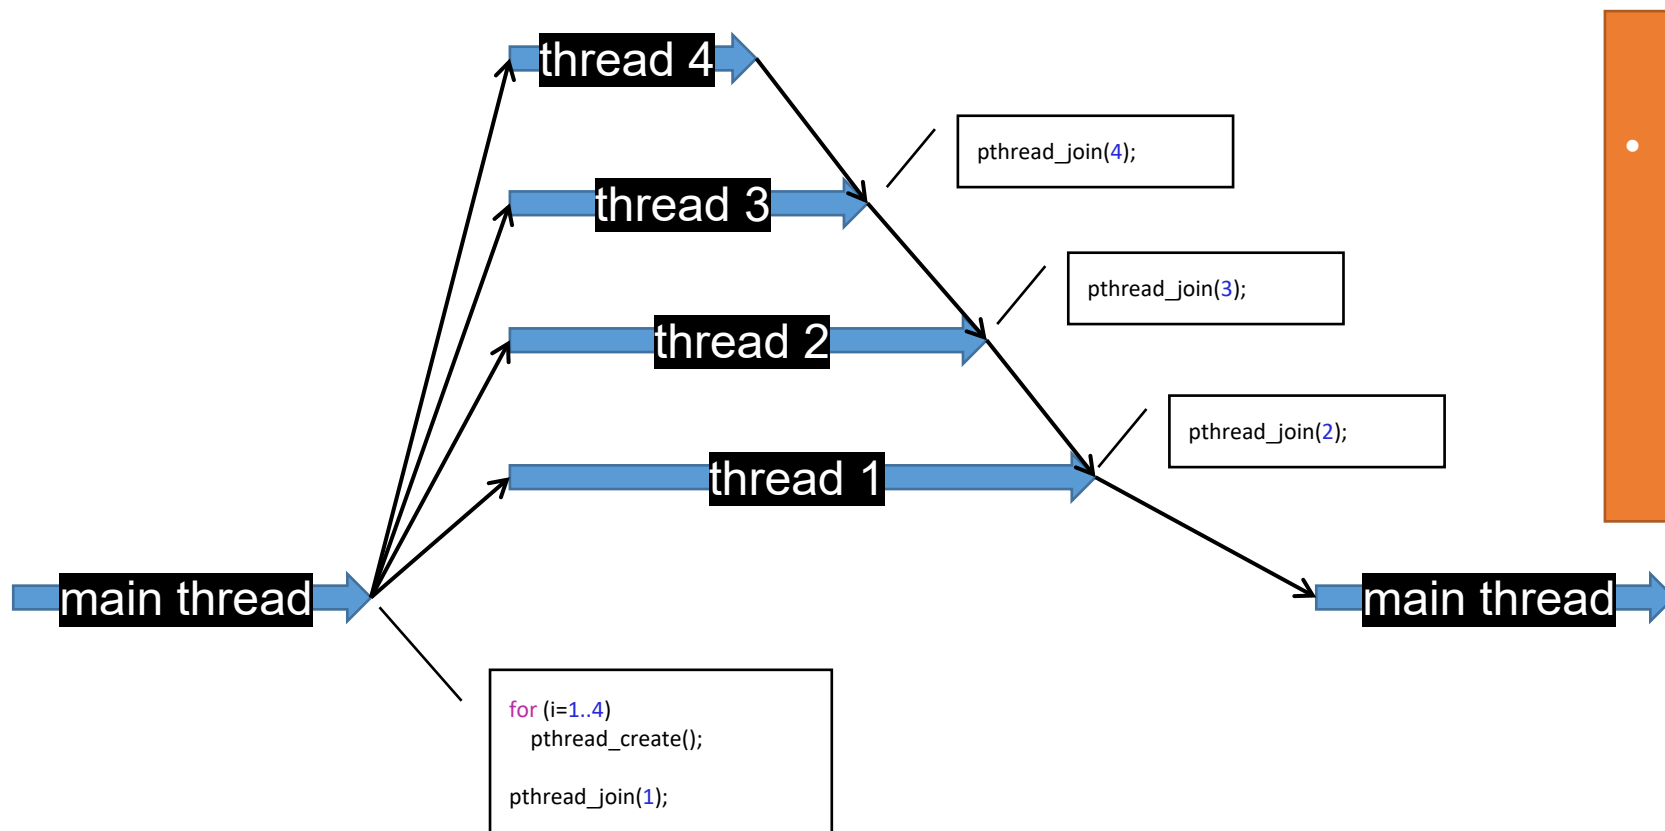 thread 4
pthread_join(4);
thread 3
pthread_join(3);
thread 2
pthread_join(2);
thread 1
main thread
main thread
for (i=1..4)
pthread_create();
pthread_join(1);